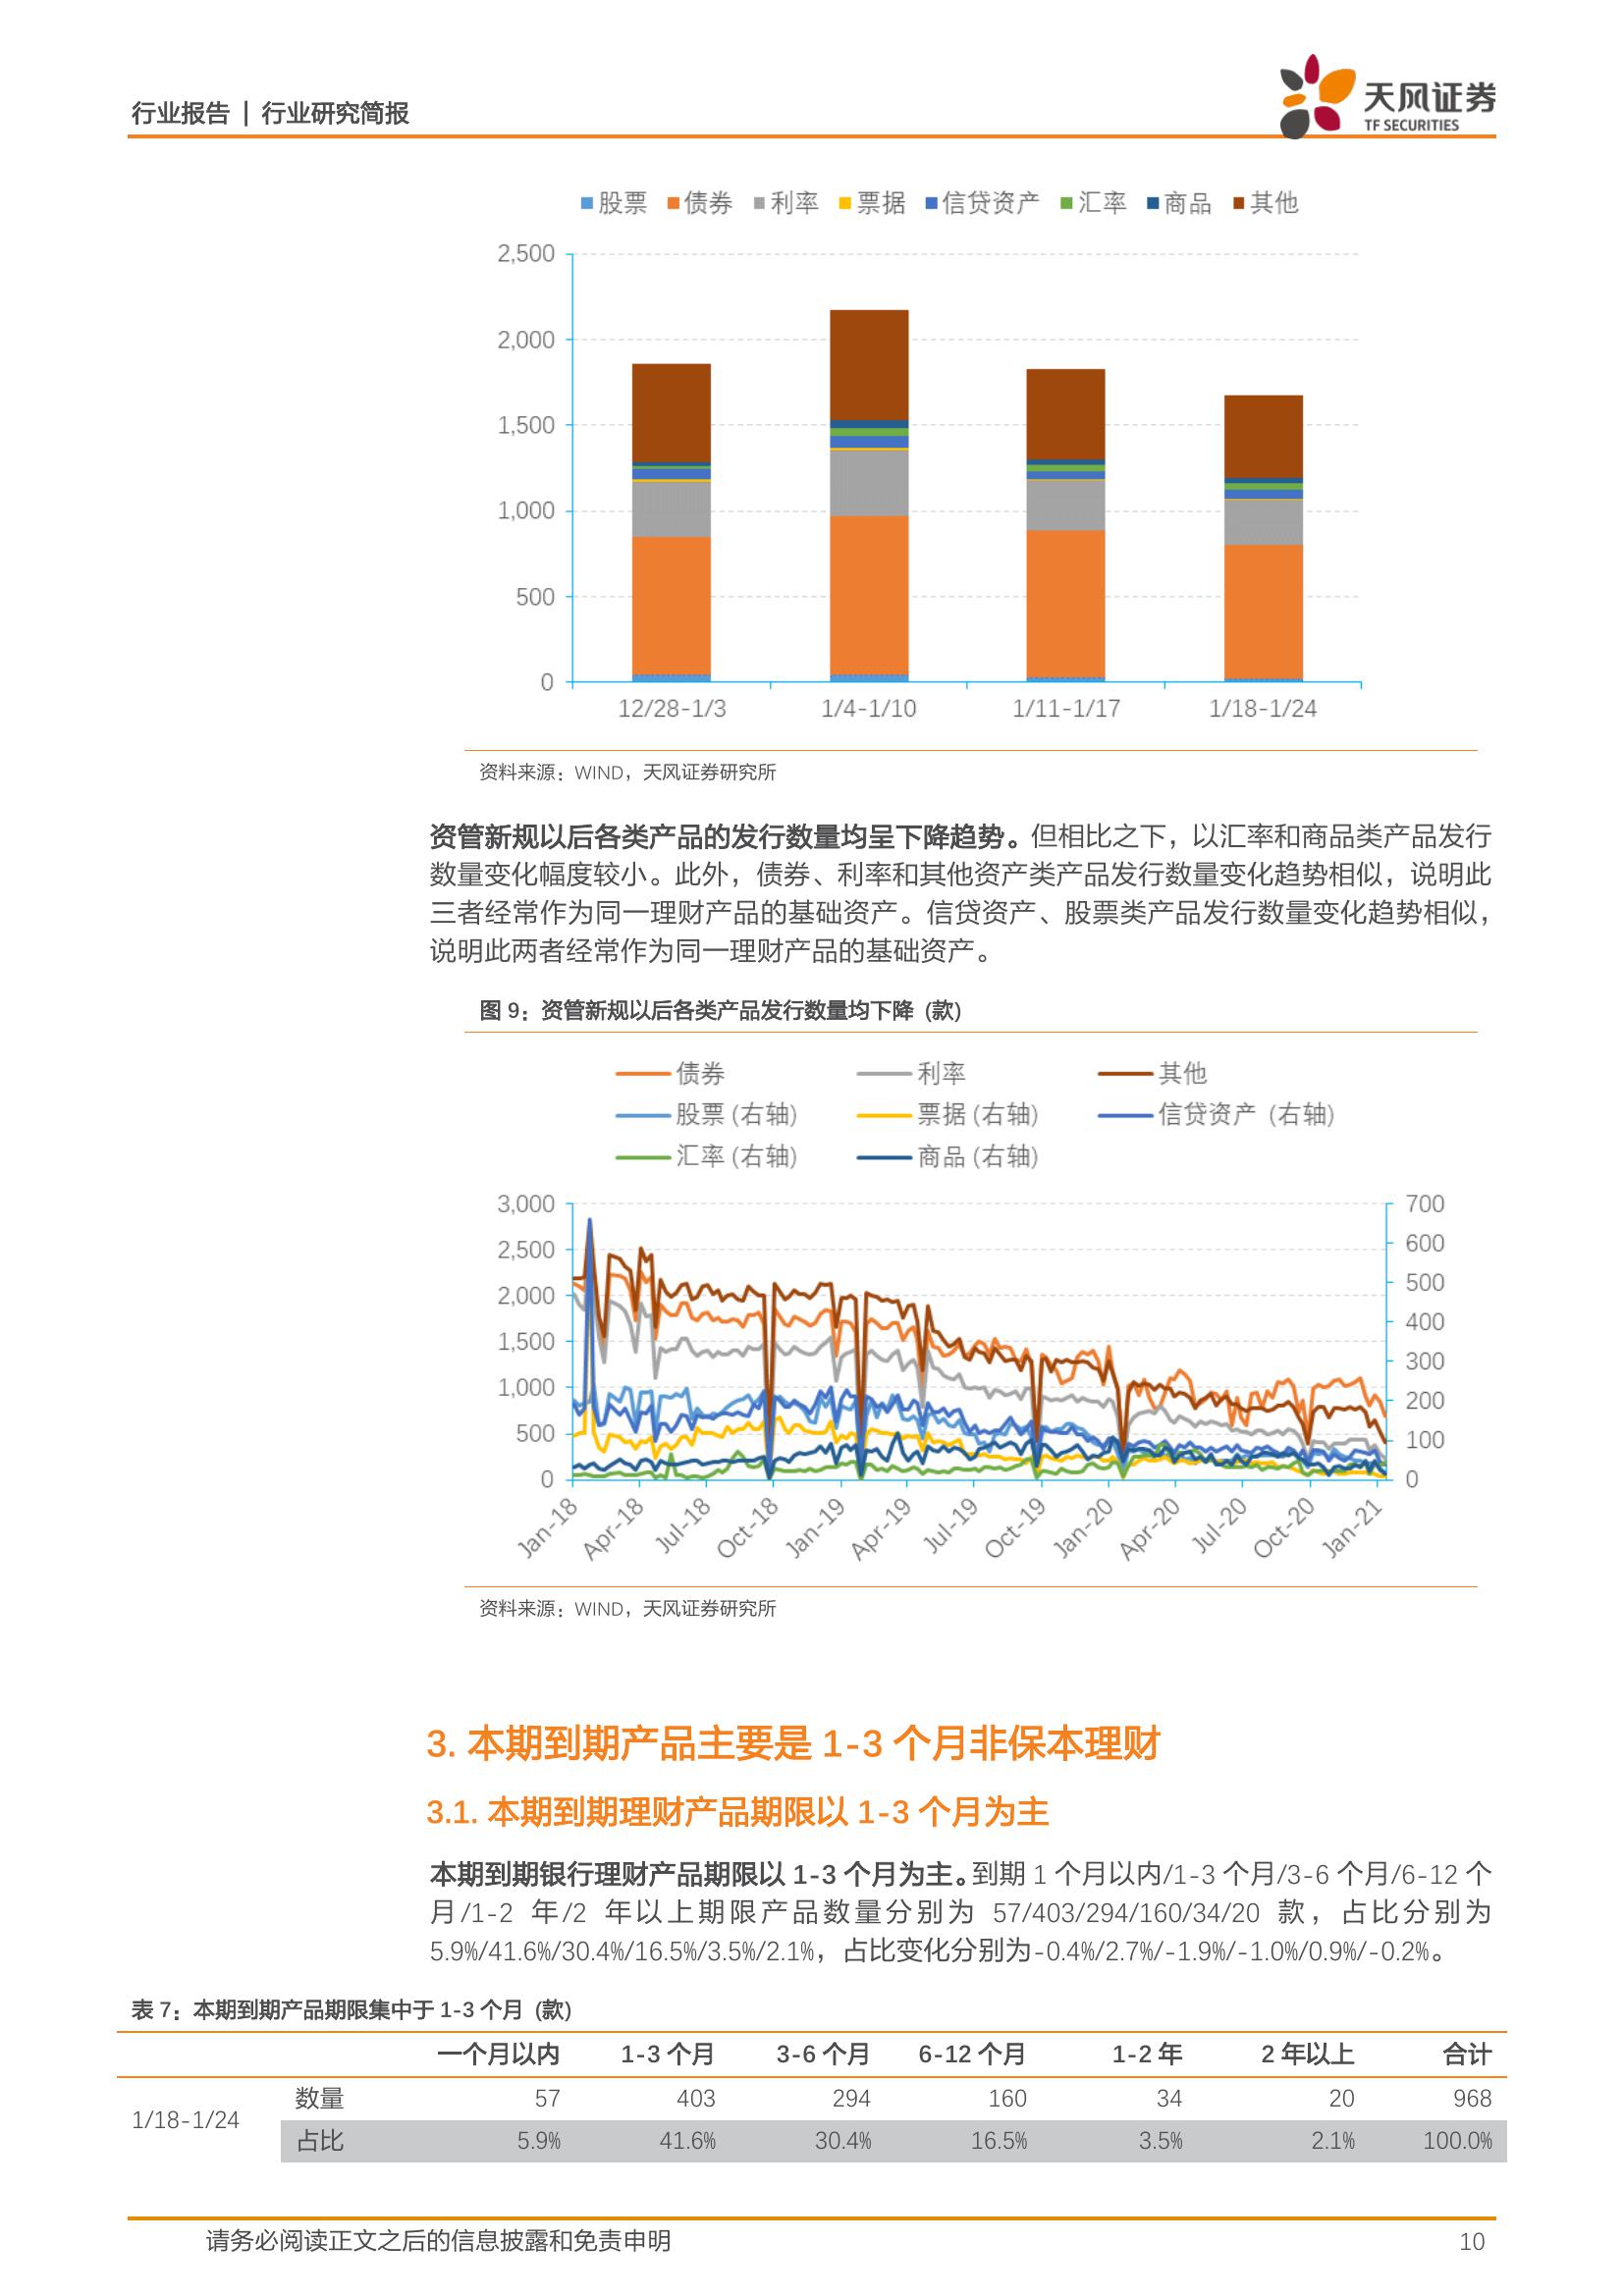 行业报告 | 行业研究简报
天风证券
TF SECURITIES
股票 债券 利率 票据 信贷资产 汇率 商品 其他
2,500
2,000
1,500
1,000
500
0
12/28-1/3 1/4-1/10 1/11-1/17 1/18-1/24
资料来源：WIND，天风证券研究所
资管新规以后各类产品的发行数量均呈下降趋势。但相比之下，以汇率和商品类产品发行
数量变化幅度较小。此外，债券、利率和其他资产类产品发行数量变化趋势相似，说明此
三者经常作为同一理财产品的基础资产。信贷资产、股票类产品发行数量变化趋势相似，
说明此两者经常作为同一理财产品的基础资产。
图 9：资管新规以后各类产品发行数量均下降 (款)
债券 利率 其他
股票 (右轴) 票据 (右轴) 信贷资产 (右轴)
汇率 (右轴) 商品 (右轴)
3,000 700
2,500 600
2,000 500
1,500 400
1,000 300
500 200
0 100
0
Jan-18 Apr-18 Jul-18 Oct-18 Jan-19 Apr-19 Jul-19 Oct-19 Jan-20 Apr-20 Jul-20 Oct-20 Jan-21
资料来源：WIND，天风证券研究所
3. 本期到期产品主要是 1-3 个月非保本理财
3.1. 本期到期理财产品期限以 1-3 个月为主
本期到期银行理财产品期限以 1-3 个月为主。到期 1 个月以内/1-3 个月/3-6 个月/6-12 个
月/1-2 年/2 年以上期限产品数量分别为 57/403/294/160/34/20 款，占比分别为
5.9%/41.6%/30.4%/16.5%/3.5%/2.1%，占比变化分别为-0.4%/2.7%/-1.9%/-1.0%/0.9%/-0.2%。
表 7：本期到期产品期限集中于 1-3 个月 (款)
一个月以内 1-3 个月 3-6 个月 6-12 个月 1-2 年 2 年以上 合计
1/18-1/24 数量 57 403 294 160 34 20 968
占比 5.9% 41.6% 30.4% 16.5% 3.5% 2.1% 100.0%
请务必阅读正文之后的信息披露和免责申明 10